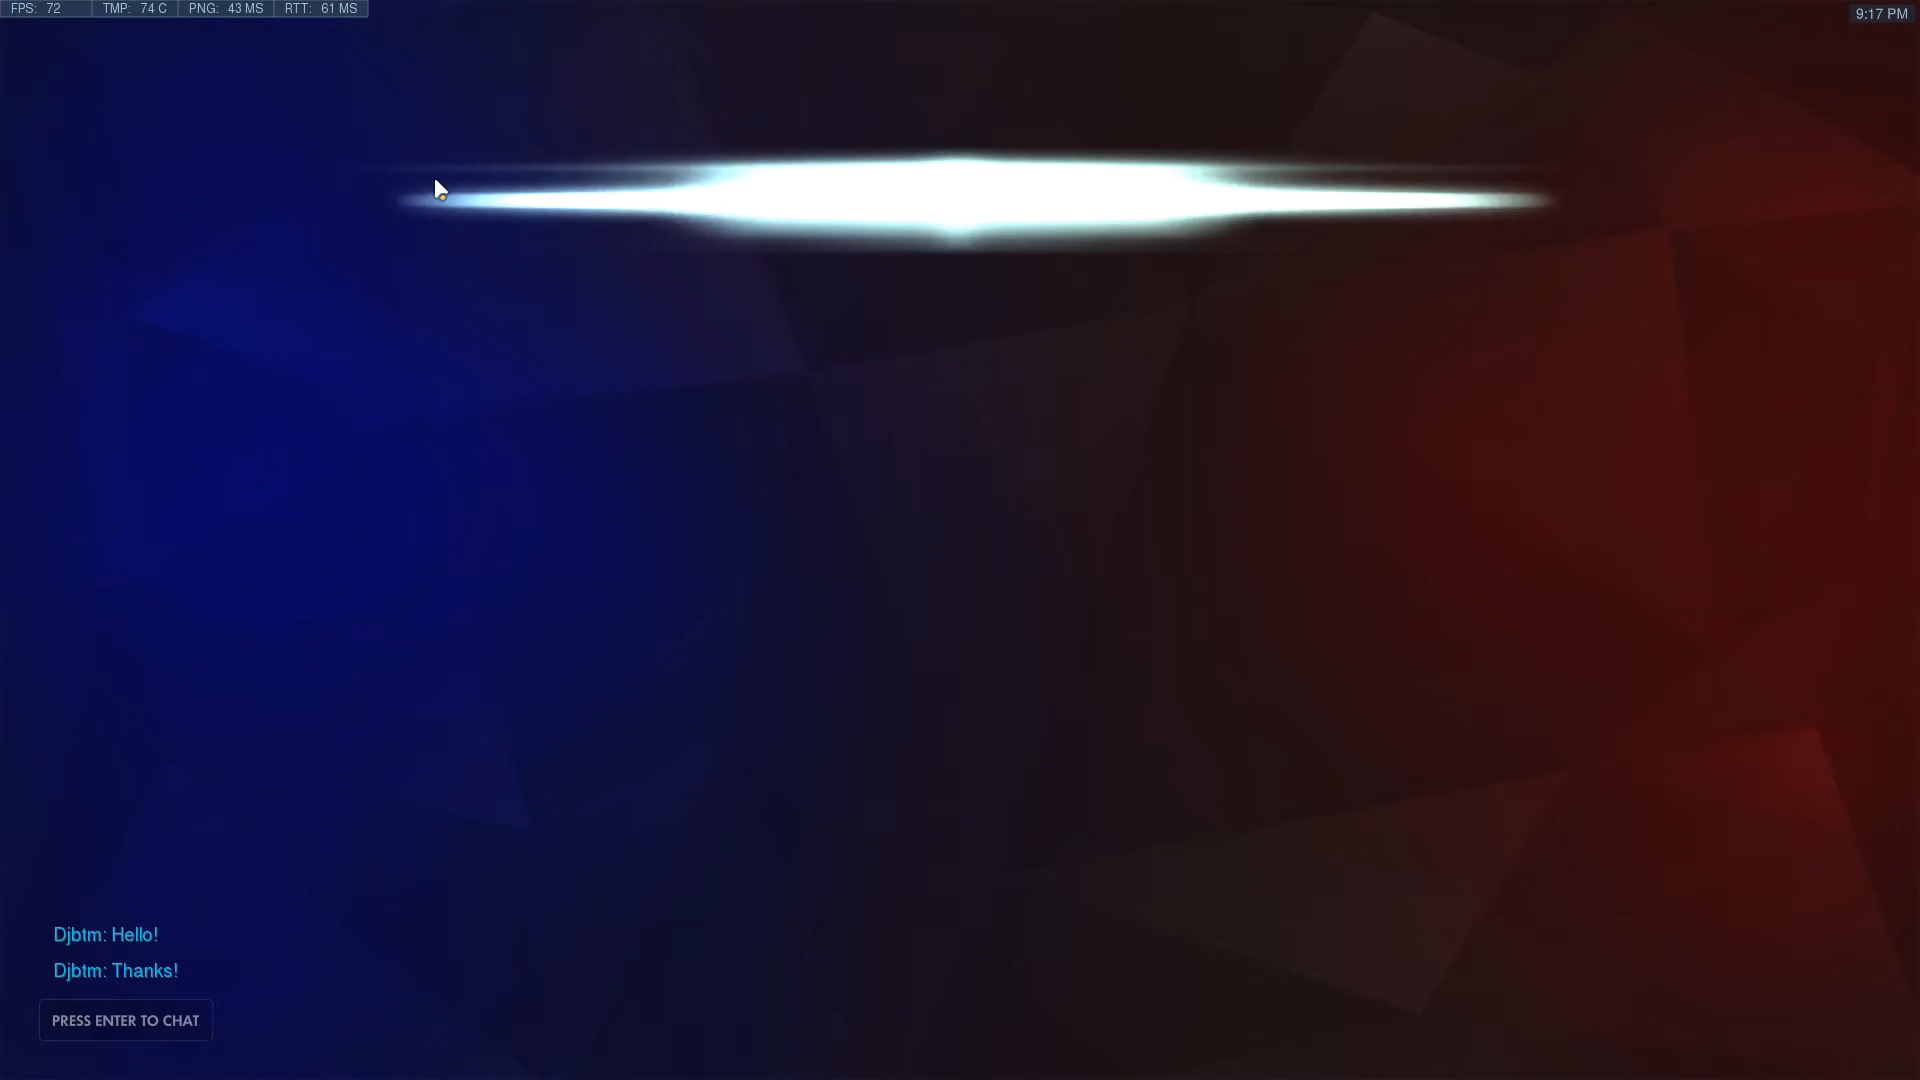 FPS: 72 TMP: 74 C PNG: 43 MS RTT: 61 MS
9:17 PM
Djbtm: Hello!
Djbtm: Thanks!
PRESS ENTER TO CHAT